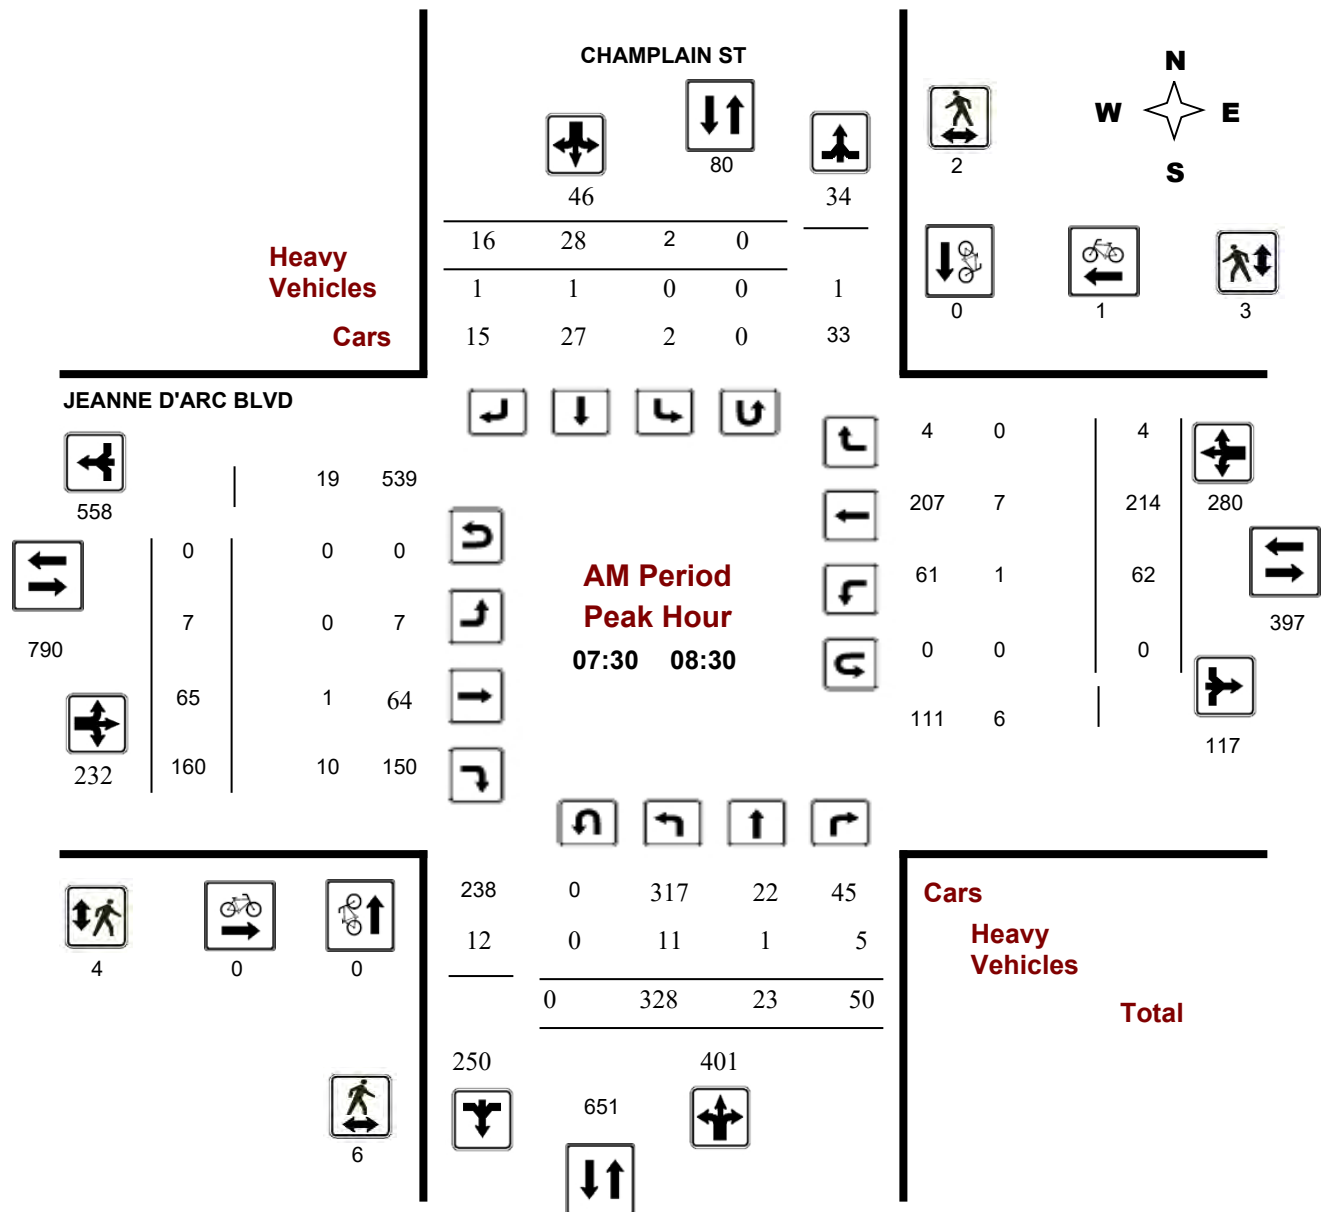 CHAMPLAIN ST
N
W E
S
80
2
46 34
16 28 2 0
Heavy
Vehicles
1 1 0 0 1
0 1 3
Cars
15 27 2 0 33
JEANNE D'ARC BLVD
4 0 4
19 539
558
207 7 214 280
0 0 0
AM Period
61 1 62
Peak Hour
7 0 7
397
790
07:30 08:30
0 0 0
65 1 64
111 6
117
232 160 10 150
238 0 317 22 45
Cars
12 0 11 1 5
Heavy
Vehicles
4 0 0
0 328 23 50
Total
250 401
651
6